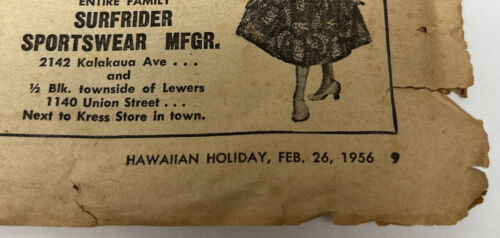 ENTIRE FAMILY
SURFRIDER
SPORTSWEAR MFGR.
2142 Kalakaua Ave . . .
and
½ Blk. townside of Lewers
1140 Union Street . . .
Next to Kress Store in town.
HAWAIIAN HOLIDAY, FEB. 26, 1956 9